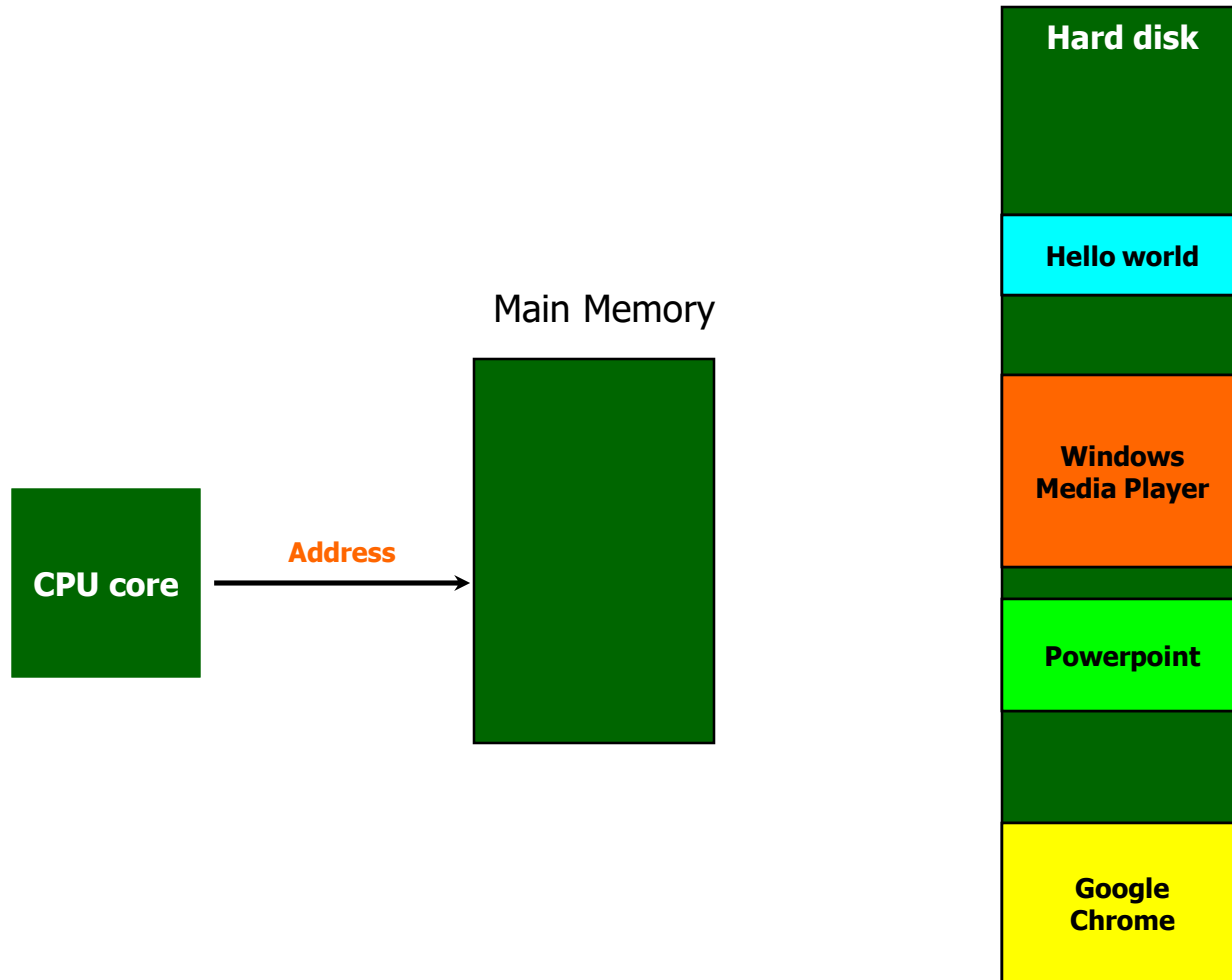 Hard disk
Hello world
Main Memory
Windows
Media Player
Address
CPU core
Powerpoint
Google
Chrome